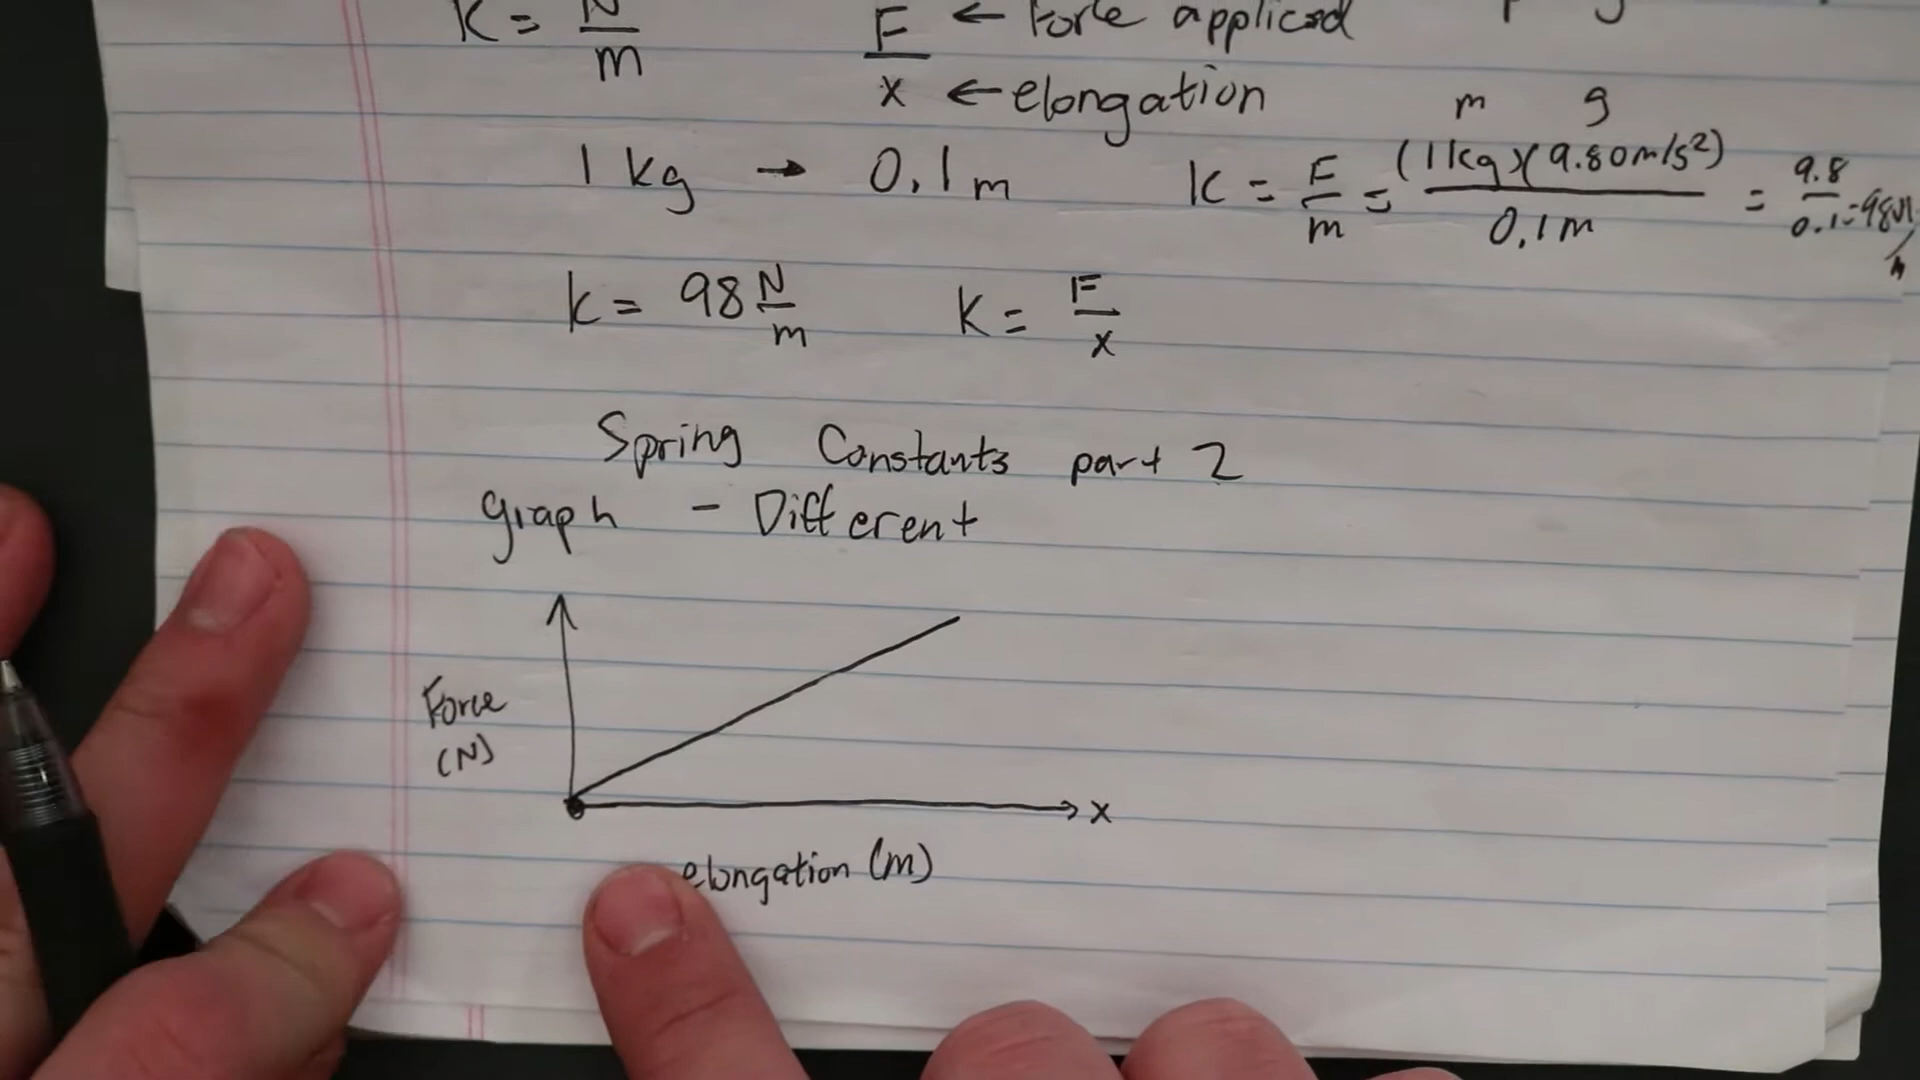 K = N/m F ← Force applied
x ← elongation m g
1 kg → 0.1 m K = F/m = (1kg)(9.80m/s²)/0.1m = 9.8/0.1 = 98N/
k = 98 N/m K = F/x
Spring Constants part 2
graph - Different
Force
(N)
x
elongation (m)